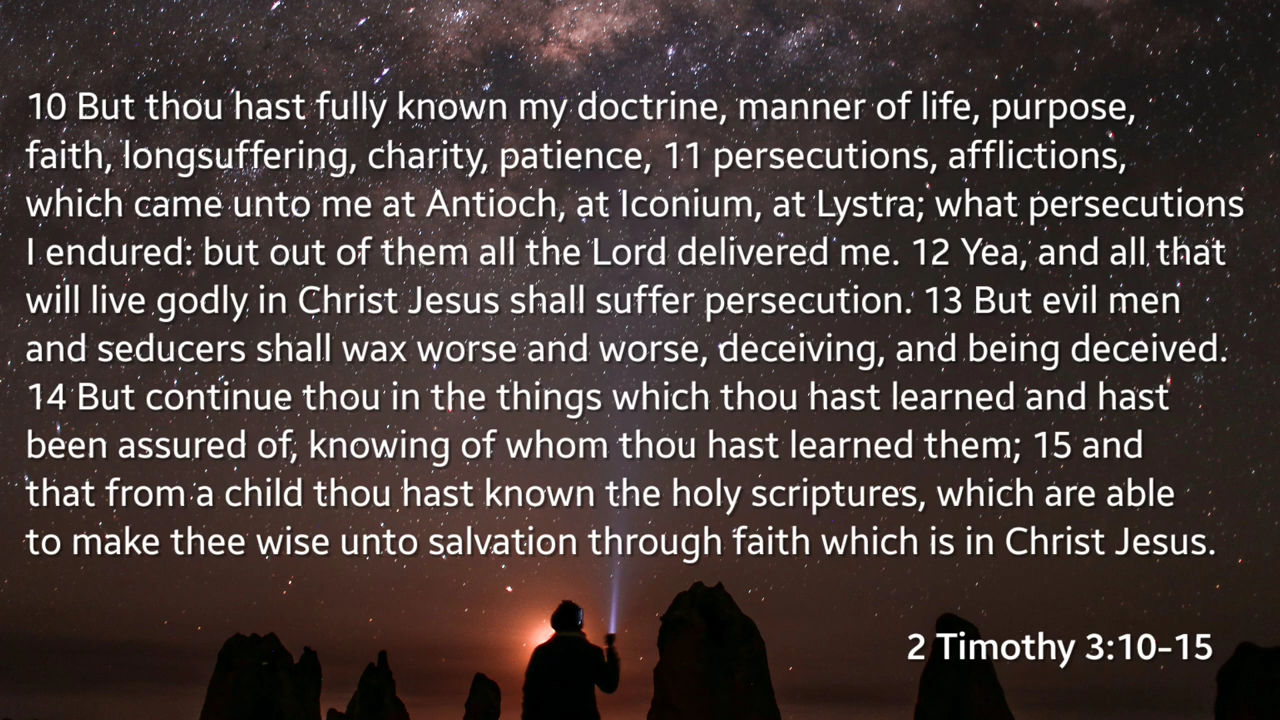 10 But thou hast fully known my doctrine, manner of life, purpose,
faith, longsuffering, charity, patience, 11 persecutions, afflictions,
which came unto me at Antioch, at Iconium, at Lystra; what persecutions
I endured: but out of them all the Lord delivered me. 12 Yea, and all that
will live godly in Christ Jesus shall suffer persecution. 13 But evil men
and seducers shall wax worse and worse, deceiving, and being deceived.
14 But continue thou in the things which thou hast learned and hast
been assured of, knowing of whom thou hast learned them; 15 and
that from a child thou hast known the holy scriptures, which are able
to make thee wise unto salvation through faith which is in Christ Jesus.
2 Timothy 3:10-15